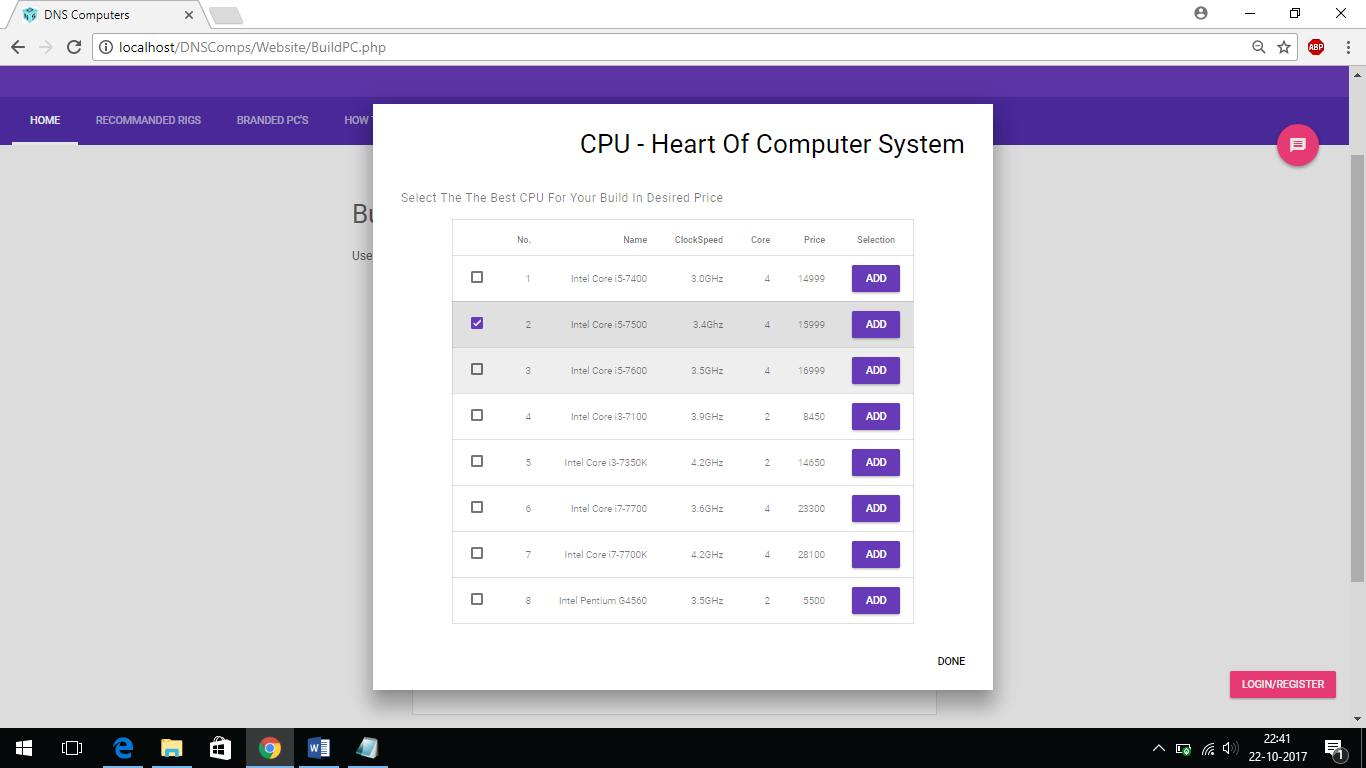 DNS Computers
localhost/DNSComps/Website/BuildPC.php
ABP
HOME RECOMMANDED RIGS BRANDED PC'S HOW
CPU - Heart Of Computer System
Select The The Best CPU For Your Build In Desired Price
Use
No. Name ClockSpeed Core Price Selection
1 Intel Core i5-7400 3.0GHz 4 14999 ADD
2 Intel Core i5-7500 3.4Ghz 4 15999 ADD
3 Intel Core i5-7600 3.5GHz 4 16999 ADD
4 Intel Core i3-7100 3.9GHz 2 8450 ADD
5 Intel Core i3-7350K 4.2GHz 2 14650 ADD
6 Intel Core i7-7700 3.6GHz 4 23300 ADD
7 Intel Core i7-7700K 4.2GHz 4 28100 ADD
8 Intel Pentium G4560 3.5GHz 2 5500 ADD
DONE
LOGIN/REGISTER
22:41
22-10-2017
1